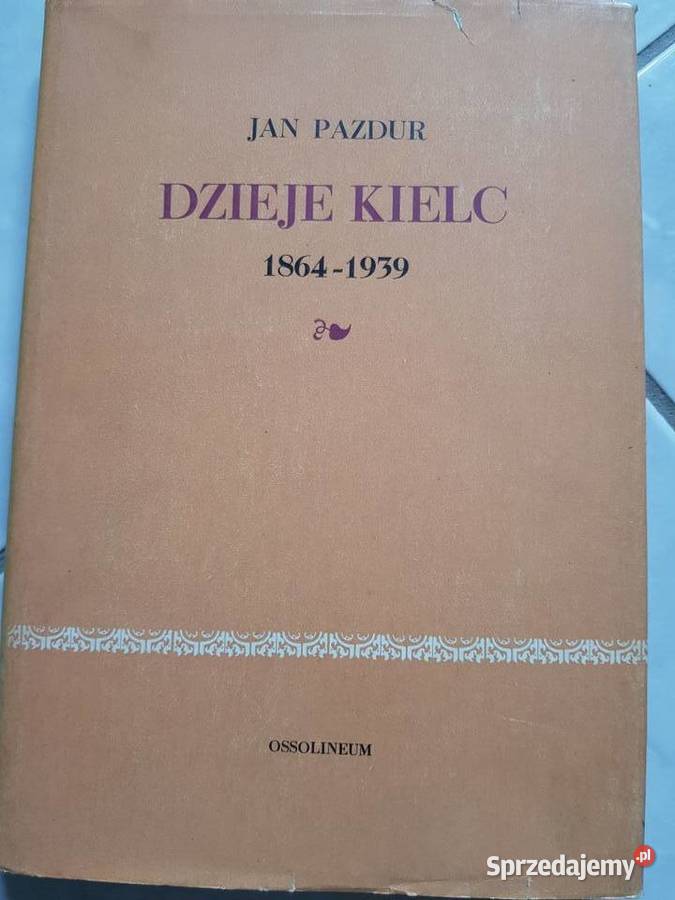 JAN PAZDUR
DZIEJE KIELC
1864-1939
OSSOLINEUM
Sprzedajemy.pl